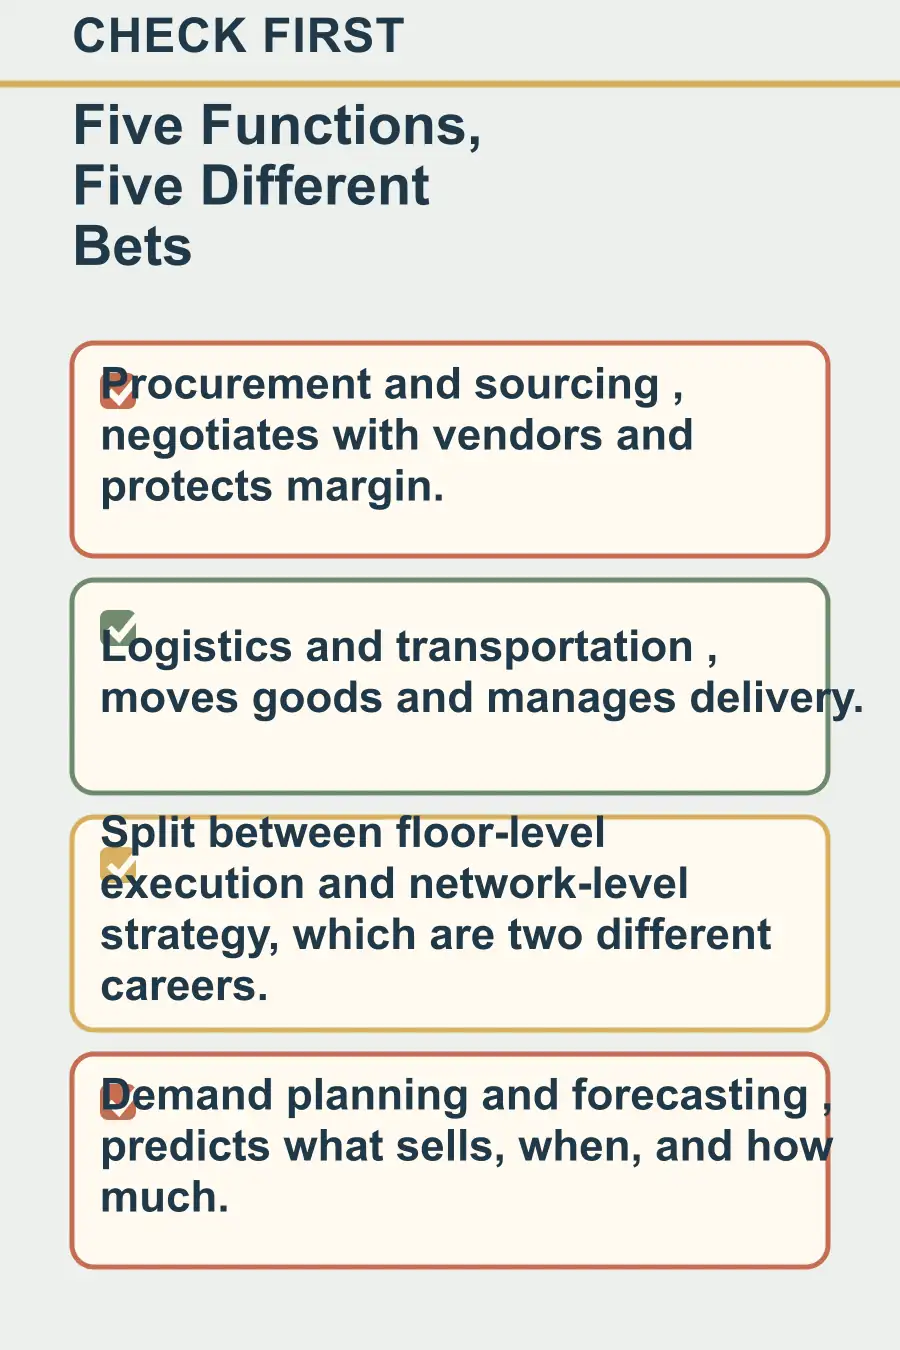 CHECK FIRST
Five Functions,
Five Different
Bets
Procurement and sourcing ,
negotiates with vendors and
protects margin.
Logistics and transportation ,
moves goods and manages delivery.
Split between floor-level
execution and network-level
strategy, which are two different
careers.
Demand planning and forecasting ,
predicts what sells, when, and how
much.